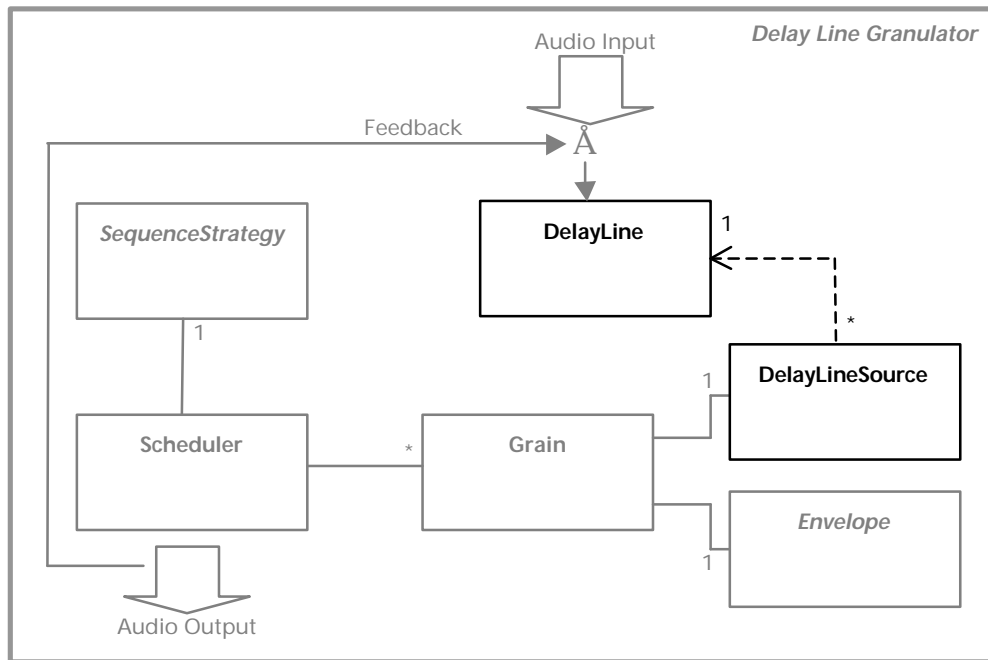 Delay Line Granulator
Audio Input
Feedback
Å
SequenceStrategy
DelayLine
1
1
*
DelayLineSource
1
Scheduler
*
Grain
Envelope
1
Audio Output